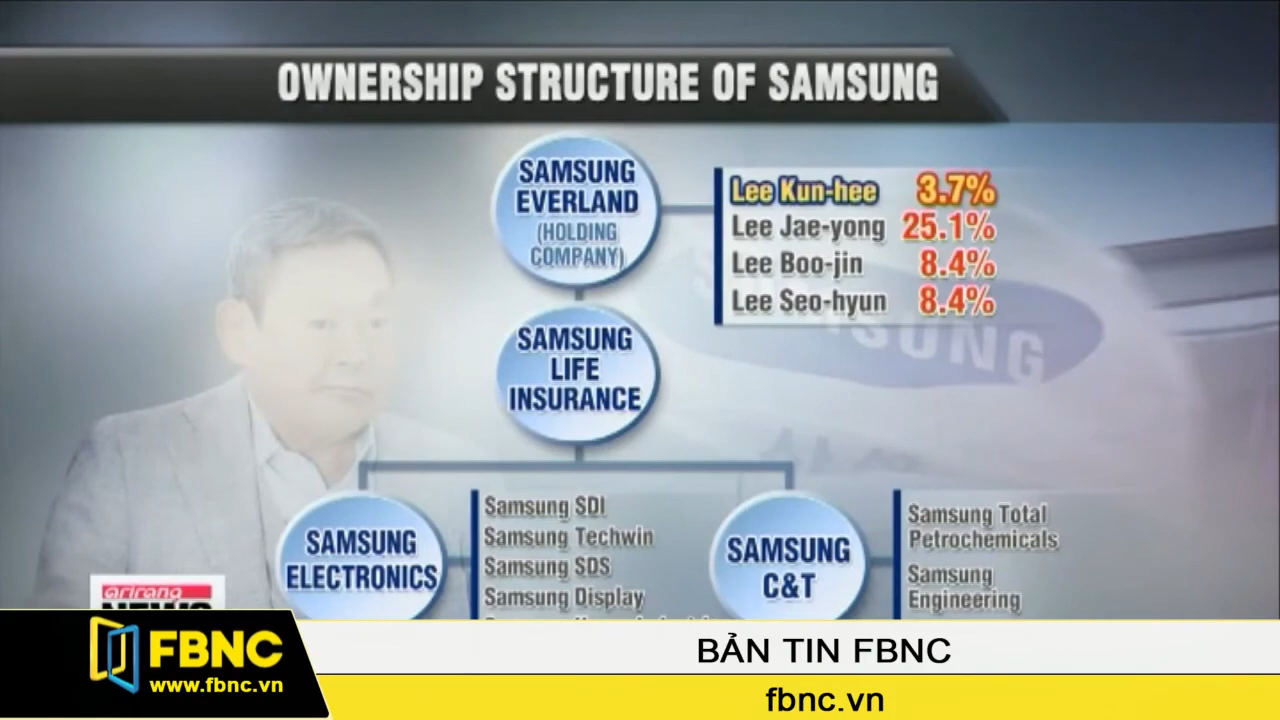 OWNERSHIP STRUCTURE OF SAMSUNG
SAMSUNG
EVERLAND
(HOLDING
COMPANY)
Lee Kun-hee 3.7%
Lee Jae-yong 25.1%
Lee Boo-jin 8.4%
Lee Seo-hyun 8.4%
SAMSUNG
SAMSUNG
LIFE
INSURANCE
SAMSUNG
ELECTRONICS
Samsung SDI
Samsung Techwin
Samsung SDS
Samsung Display
SAMSUNG
C&T
Samsung Total
Petrochemicals
Samsung
Engineering
arirang
NEWS
FBNC
www.fbnc.vn
BẢN TIN FBNC
fbnc.vn